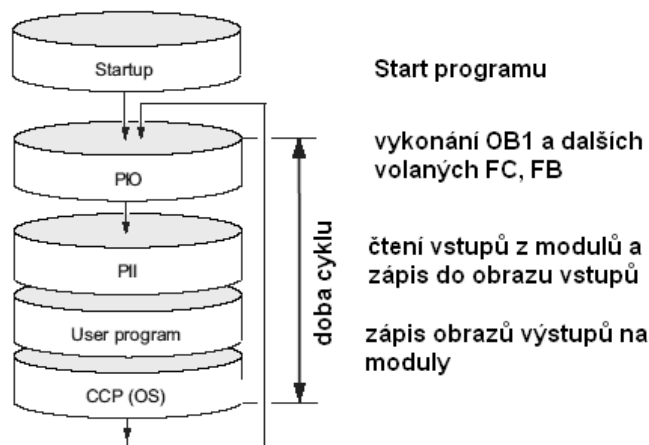 Startup
Start programu
PIO
vykonání OB1 a dalších
volaných FC, FB
PII
čtení vstupů z modulů a
zápis do obrazu vstupů
doba cyklu
User program
zápis obrazů výstupů na
moduly
CCP (OS)